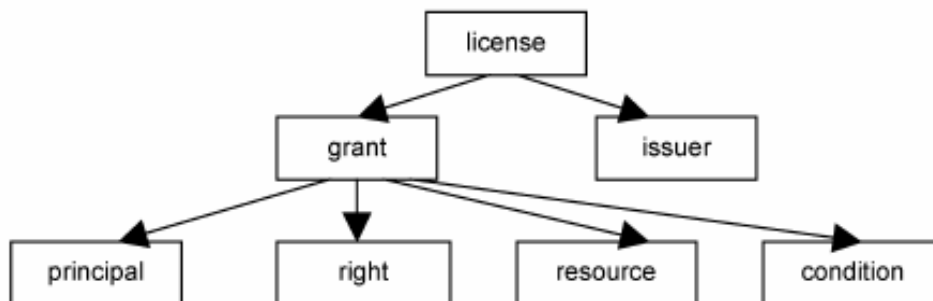 license
grant
issuer
principal
right
resource
condition